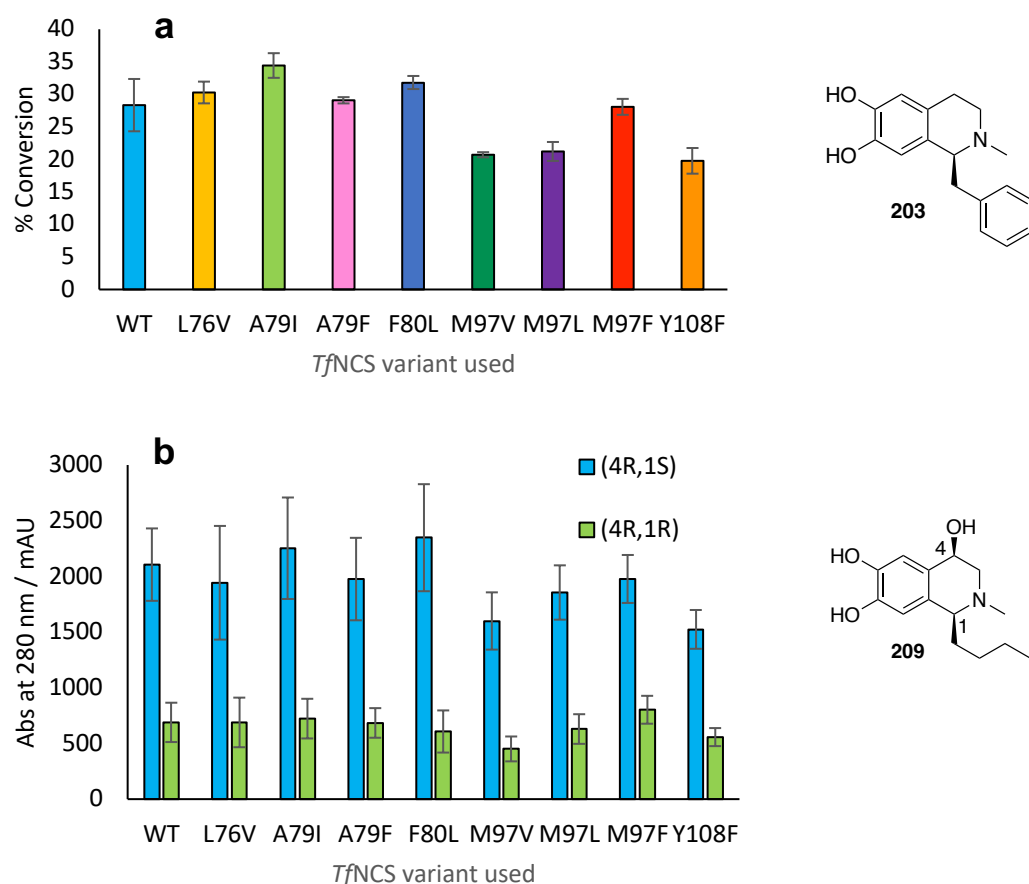 a
40
35
30
25
20
15
10
5
0
% Conversion
WT L76V A79I A79F F80L M97V M97L M97F Y108F
TfNCS variant used
HO
HO
N
203
b
3000
2500
2000
1500
1000
500
0
Abs at 280 nm / mAU
(4R,1S)
(4R,1R)
WT L76V A79I A79F F80L M97V M97L M97F Y108F
TfNCS variant used
OH
4
HO
HO
N
1
209